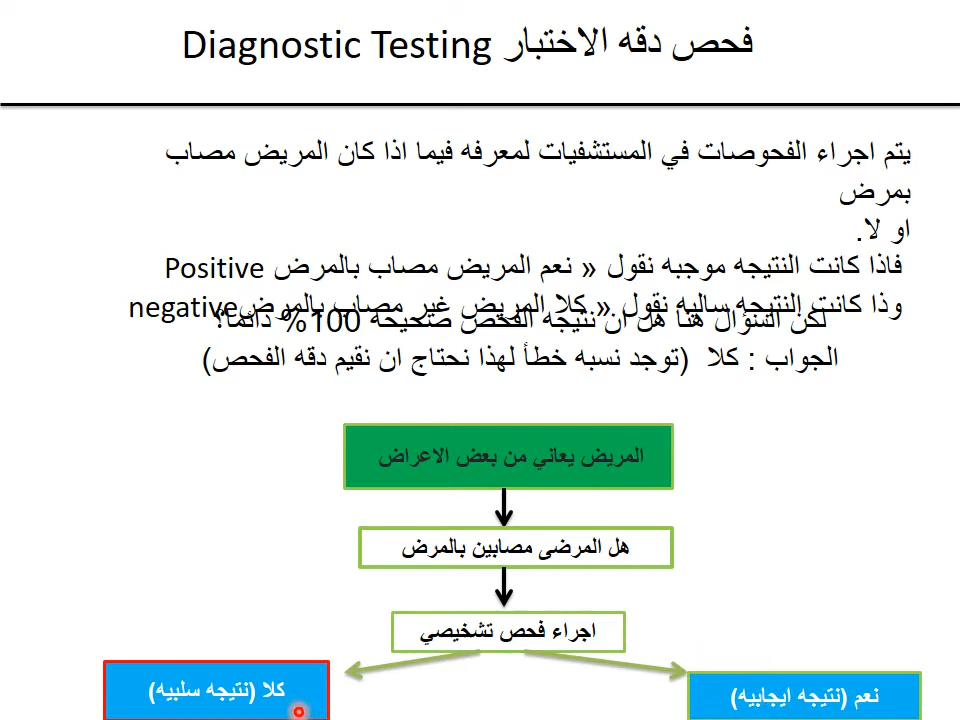 فحص دقه الاختبار Diagnostic Testing
يتم اجراء الفحوصات في المستشفيات لمعرفه فيما اذا كان المريض مصاب
بمرض
او لا.
فاذا كانت النتيجه موجبه نقول « نعم المريض مصاب بالمرض Positive
وذا كانت النتيجه سالبه نقول «.كلا المريض غير مصاب بالمرض negative
لكن السؤال هنا هل ان نتيجه الفحص صحيحه 100% دائما؟
الجواب : كلا (توجد نسبه خطأ لهذا نحتاج ان نقيم دقه الفحص)
المريض يعاني من بعض الاعراض
هل المرضى مصابين بالمرض
اجراء فحص تشخيصي
نعم (نتيجه ايجابيه)
كلا (نتيجه سلبيه)